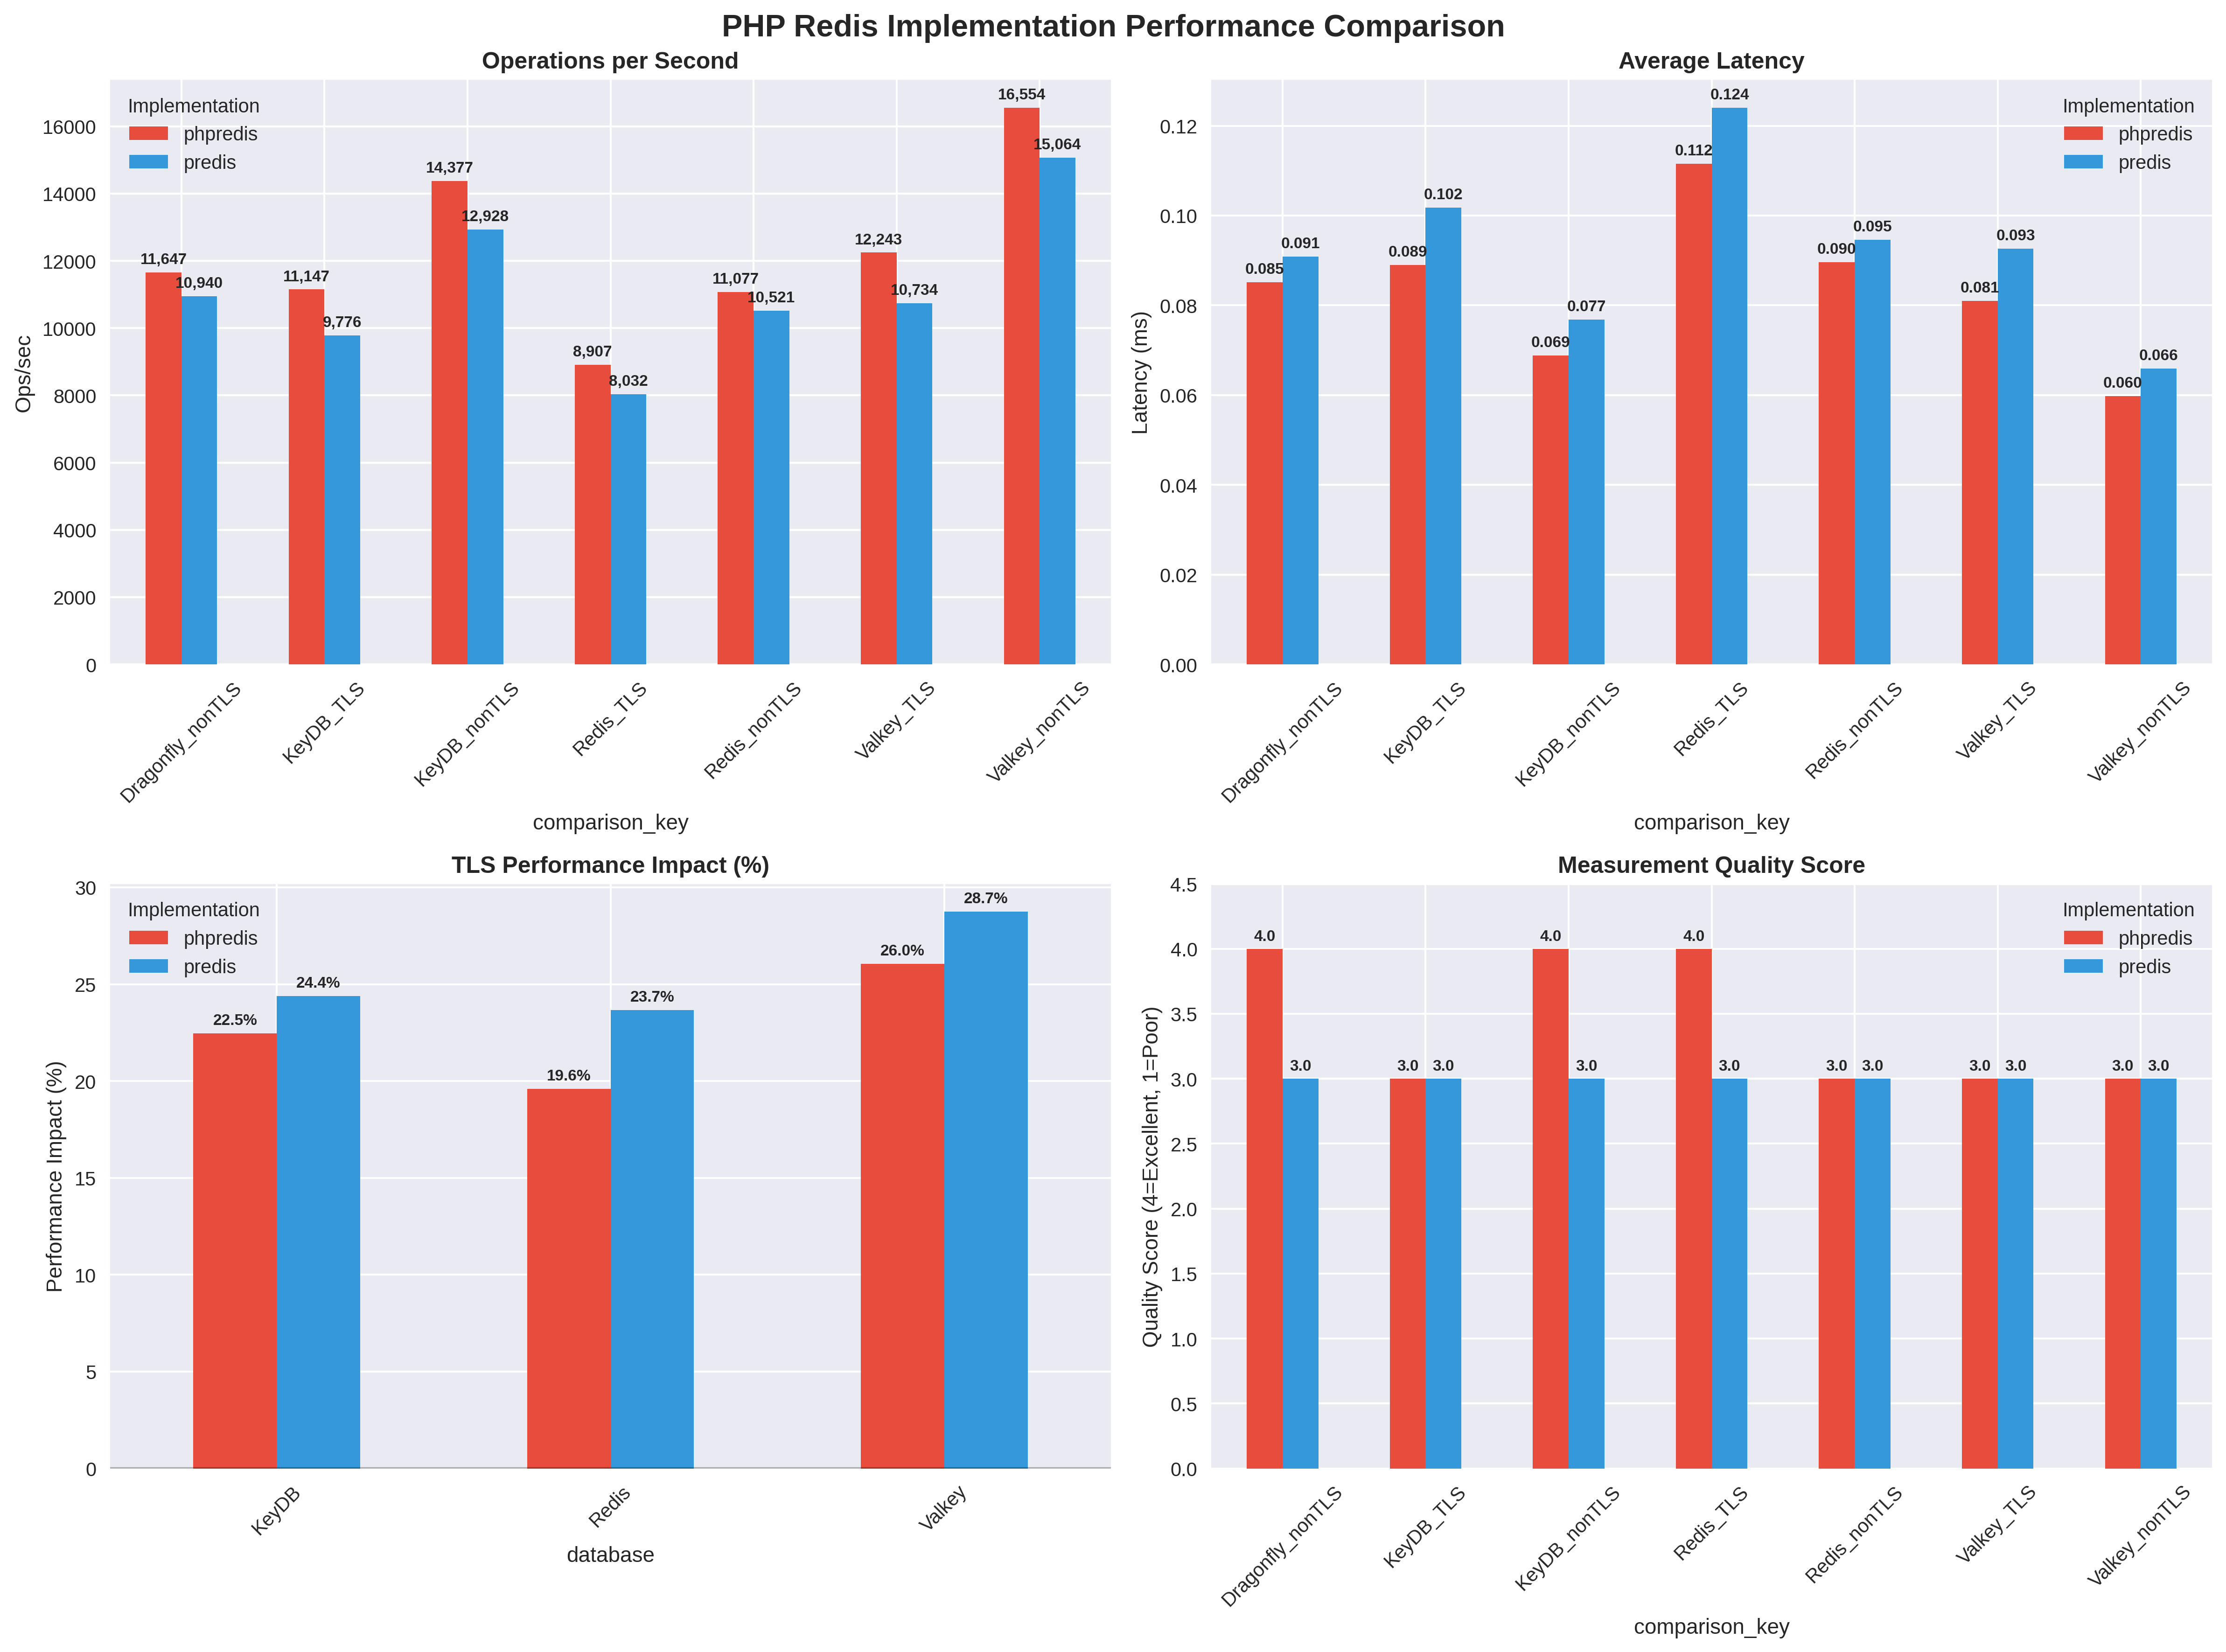 PHP Redis Implementation Performance Comparison
Operations per Second
Implementation
phpredis
predis
Ops/sec
16000
14000
12000
10000
8000
6000
4000
2000
0
11,647
10,940
11,147
9,776
14,377
12,928
8,907
8,032
11,077
10,521
12,243
10,734
16,554
15,064
Dragonfly_nonTLS
KeyDB_TLS
KeyDB_nonTLS
Redis_TLS
Redis_nonTLS
Valkey_TLS
Valkey_nonTLS
comparison_key
Average Latency
Implementation
phpredis
predis
Latency (ms)
0.12
0.10
0.08
0.06
0.04
0.02
0.00
0.085
0.091
0.089
0.102
0.069
0.077
0.112
0.124
0.090
0.095
0.081
0.093
0.060
0.066
Dragonfly_nonTLS
KeyDB_TLS
KeyDB_nonTLS
Redis_TLS
Redis_nonTLS
Valkey_TLS
Valkey_nonTLS
comparison_key
TLS Performance Impact (%)
Implementation
phpredis
predis
Performance Impact (%)
30
25
20
15
10
5
0
22.5%
24.4%
19.6%
23.7%
26.0%
28.7%
KeyDB
Redis
Valkey
database
Measurement Quality Score
Implementation
phpredis
predis
Quality Score (4=Excellent, 1=Poor)
4.5
4.0
3.5
3.0
2.5
2.0
1.5
1.0
0.5
0.0
4.0
3.0
3.0
3.0
4.0
3.0
4.0
3.0
3.0
3.0
3.0
3.0
3.0
3.0
Dragonfly_nonTLS
KeyDB_TLS
KeyDB_nonTLS
Redis_TLS
Redis_nonTLS
Valkey_TLS
Valkey_nonTLS
comparison_key